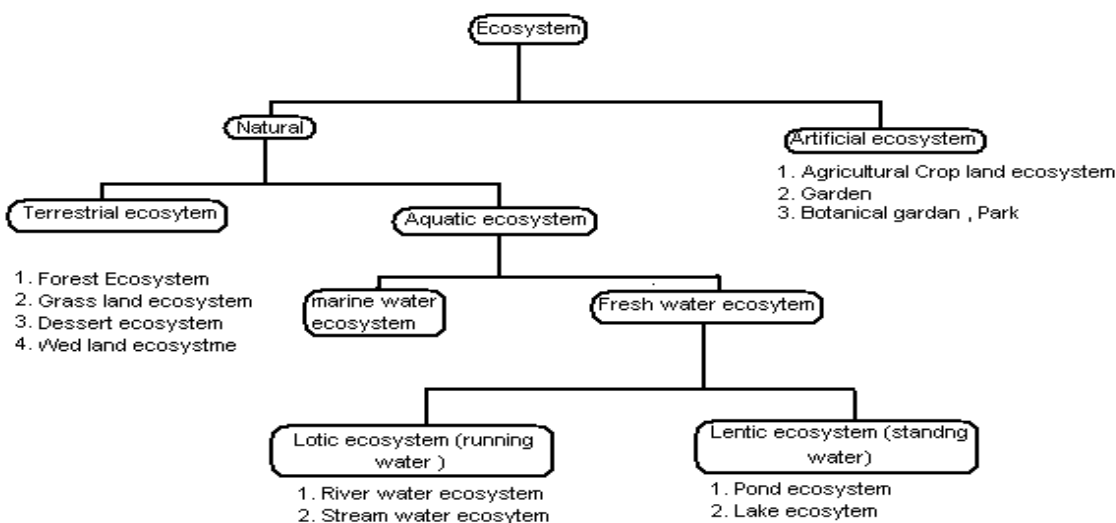 Ecosystem
Natural
Artificial ecosystem
1. Agricultural Crop land ecosystem
2. Garden
3. Botanical gardan , Park
Terrestrial ecosytem
Aquatic ecosystem
1. Forest Ecosystem
2. Grass land ecosystem
3. Dessert ecosystem
4. Wed land ecosystme
marine water
ecosystem
Fresh water ecosytem
Lotic ecosystem (running
water )
1. River water ecosystem
2. Stream water ecosytem
Lentic ecosystem (standng
water)
1. Pond ecosystem
2. Lake ecosytem